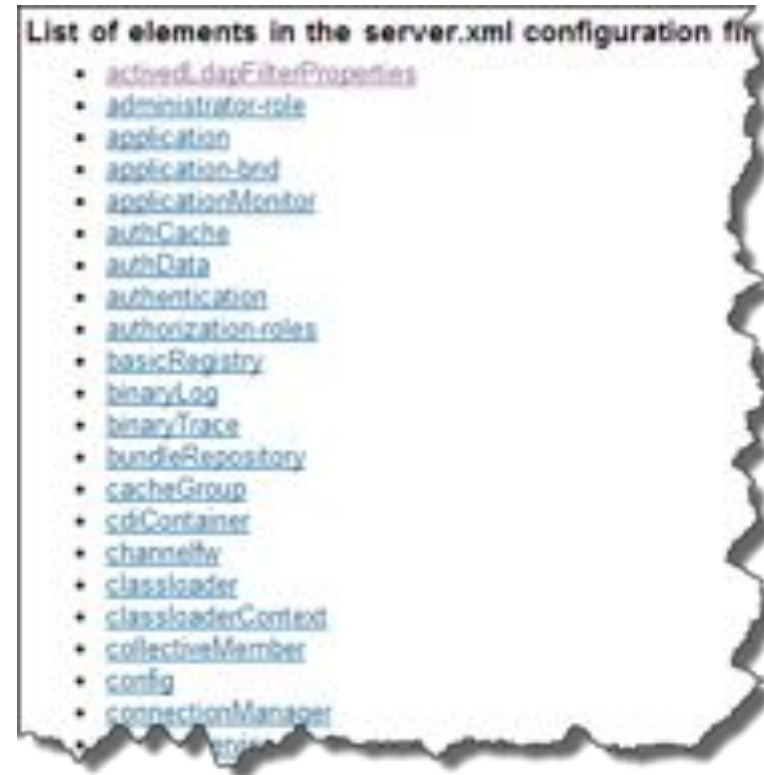 List of elements in the server.xml configuration
activedLdapFilterProperties
administrator-role
application
application-bnd
applicationMonitor
authCache
authData
authentication
authorization-roles
basicRegistry
binaryLog
binaryTrace
bundleRepository
cacheGroup
cdiContainer
channelfw
classloader
classloaderContext
collectiveMember
config
connectionManager